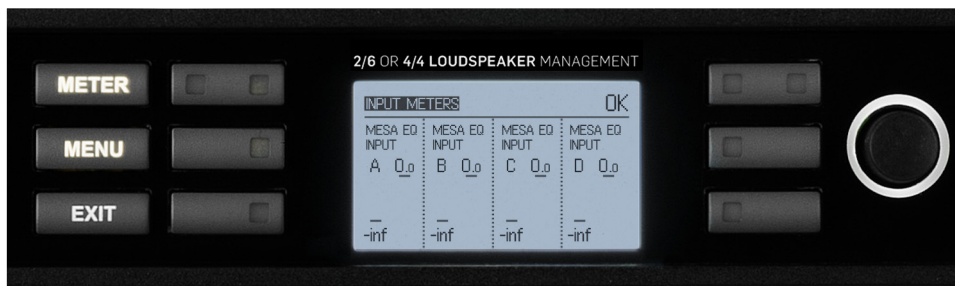 2/6 OR 4/4 LOUDSPEAKER MANAGEMENT
METER
MENU
EXIT
INPUT METERS OK
MESA EQ MESA EQ MESA EQ MESA EQ
INPUT INPUT INPUT INPUT
A 0.0 B 0.0 C 0.0 D 0.0
-inf -inf -inf -inf